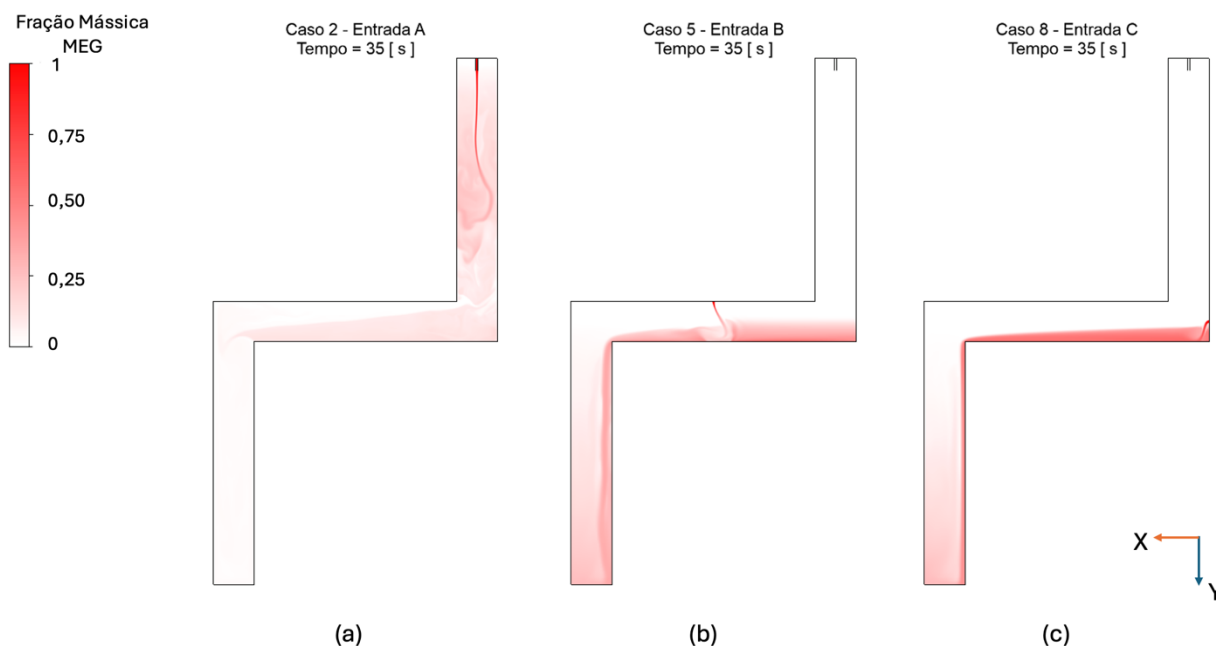 Fração Mássica
MEG
1
0,75
0,50
0,25
0
Caso 2 - Entrada A
Tempo = 35 [ s ]
Caso 5 - Entrada B
Tempo = 35 [ s ]
Caso 8 - Entrada C
Tempo = 35 [ s ]
X
Y
(a)
(b)
(c)